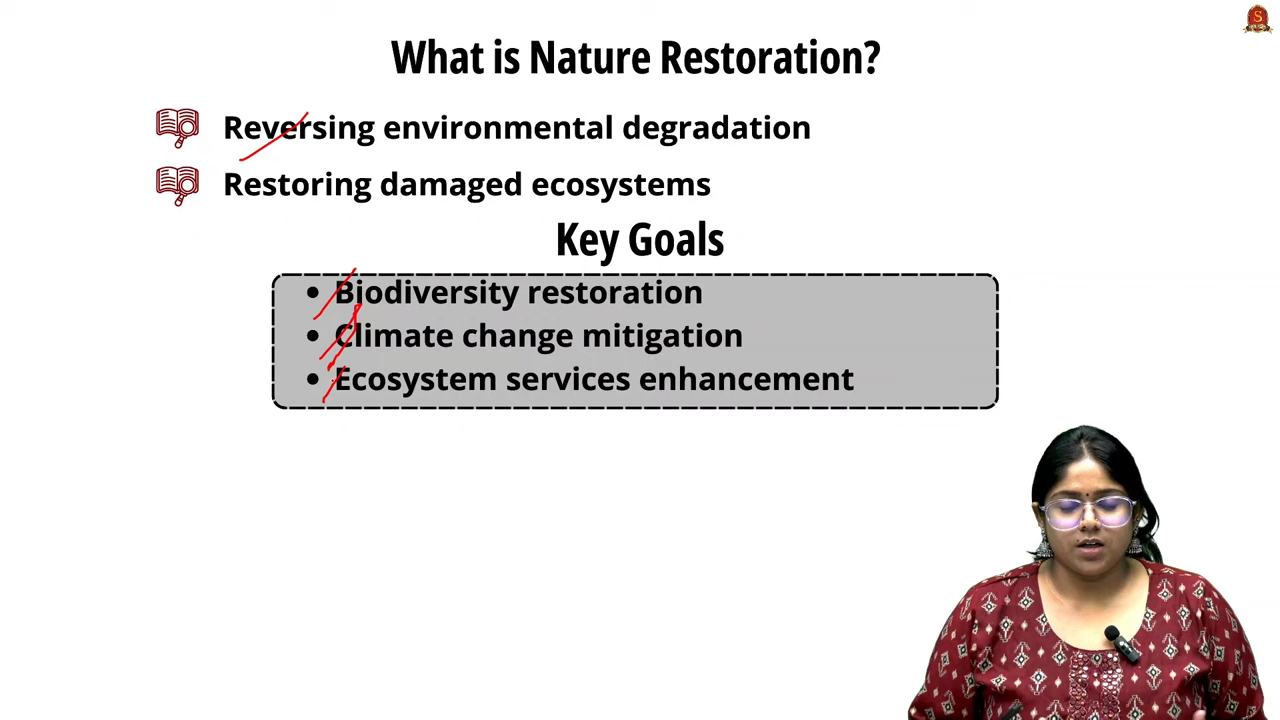 What is Nature Restoration?
Reversing environmental degradation
Restoring damaged ecosystems
Key Goals
• Biodiversity restoration
• Climate change mitigation
• Ecosystem services enhancement
S